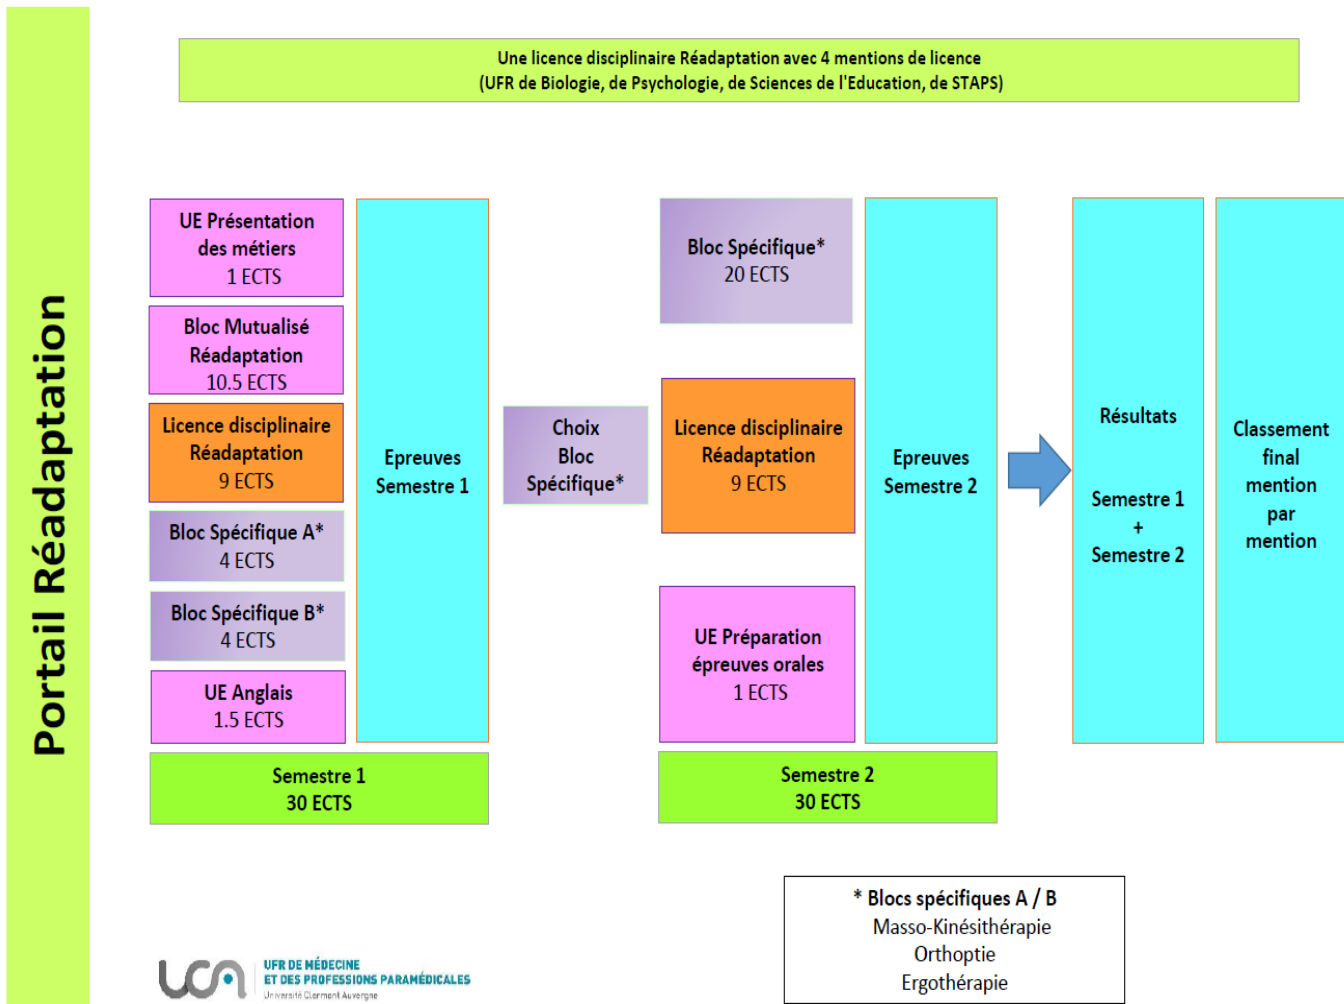 Une licence disciplinaire Réadaptation avec 4 mentions de licence
(UFR de Biologie, de Psychologie, de Sciences de l'Education, de STAPS)
Portail Réadaptation
UE Présentation
des métiers
1 ECTS
Bloc Mutualisé
Réadaptation
10.5 ECTS
Licence disciplinaire
Réadaptation
9 ECTS
Bloc Spécifique A*
4 ECTS
Bloc Spécifique B*
4 ECTS
UE Anglais
1.5 ECTS
Epreuves
Semestre 1
Semestre 1
30 ECTS
Choix
Bloc
Spécifique*
Bloc Spécifique*
20 ECTS
Licence disciplinaire
Réadaptation
9 ECTS
UE Préparation
épreuves orales
1 ECTS
Epreuves
Semestre 2
Semestre 2
30 ECTS
Résultats
Semestre 1
+
Semestre 2
Classement
final
mention
par
mention
* Blocs spécifiques A / B
Masso-Kinésithérapie
Orthoptie
Ergothérapie
UCA
UFR DE MÉDECINE
ET DES PROFESSIONS PARAMÉDICALES
Université Clermont Auvergne